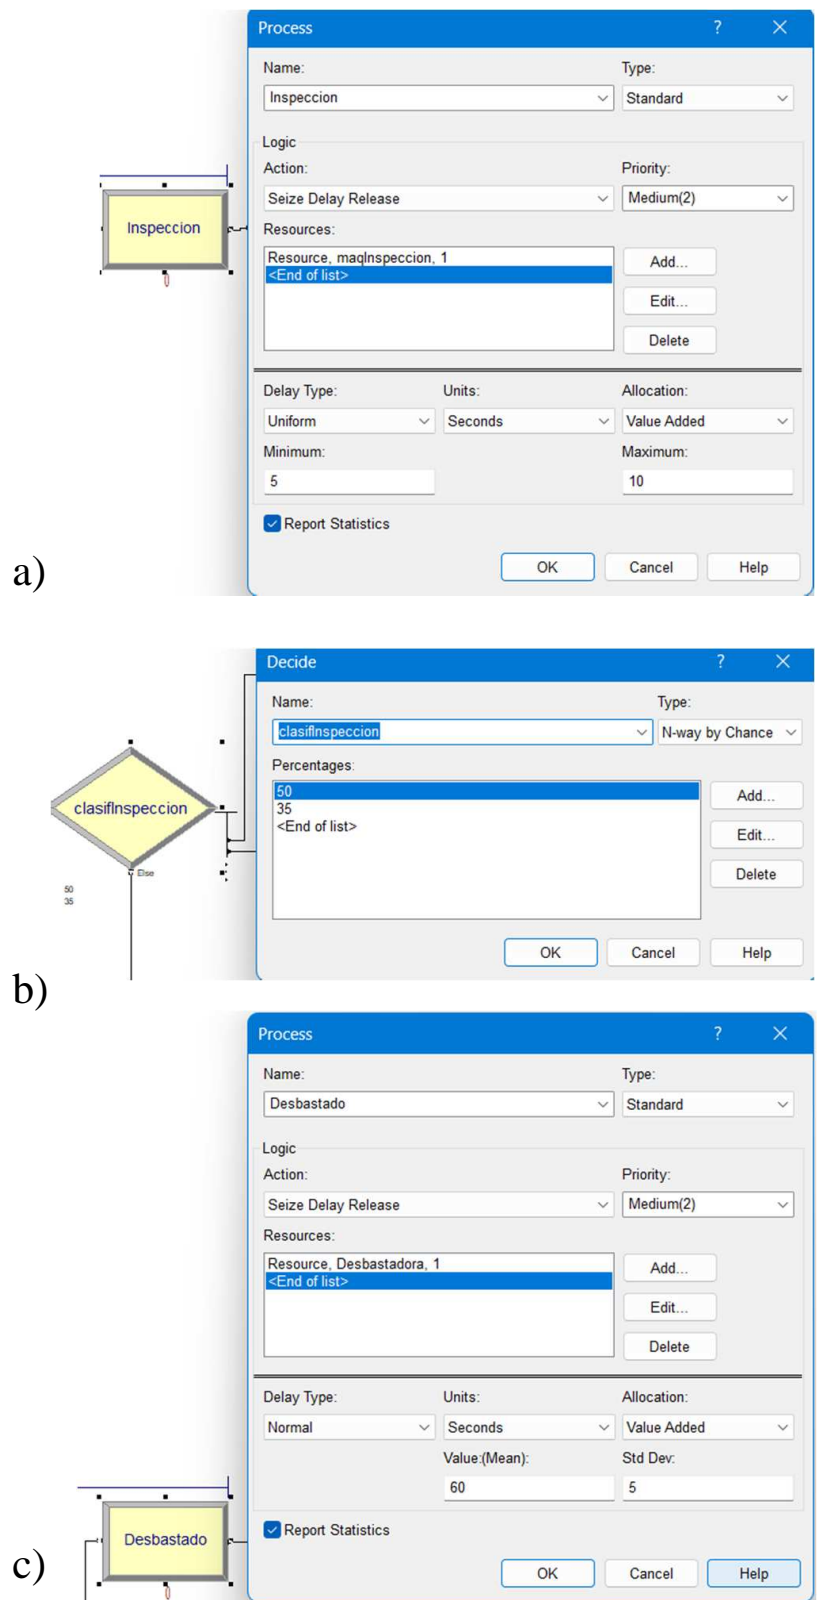 Process ? ×
Name: Type:
Inspeccion Standard
Logic
Action: Priority:
Seize Delay Release Medium(2)
Inspeccion
Resources:
Resource, maqInspeccion, 1
<End of list>
Add...
Edit...
Delete
0
Delay Type: Units: Allocation:
Uniform Seconds Value Added
Minimum: Maximum:
5 10
Report Statistics
OK Cancel Help
a)
Decide ? ×
Name: Type:
clasifInspeccion N-way by Chance
Percentages:
50
35
<End of list>
Add...
Edit...
Delete
clasifInspeccion
Else
50
35
OK Cancel Help
b)
Process ? ×
Name: Type:
Desbastado Standard
Logic
Action: Priority:
Seize Delay Release Medium(2)
Resources:
Resource, Desbastadora, 1
<End of list>
Add...
Edit...
Delete
Delay Type: Units: Allocation:
Normal Seconds Value Added
Value:(Mean): Std Dev:
60 5
Desbastado
0
Report Statistics
OK Cancel Help
c)